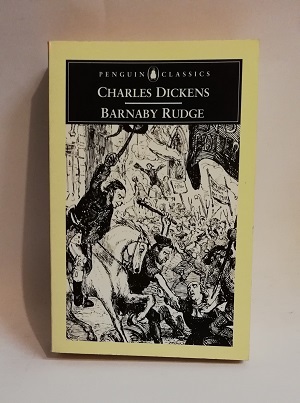 PENGUIN CLASSICS
CHARLES DICKENS
BARNABY RUDGE